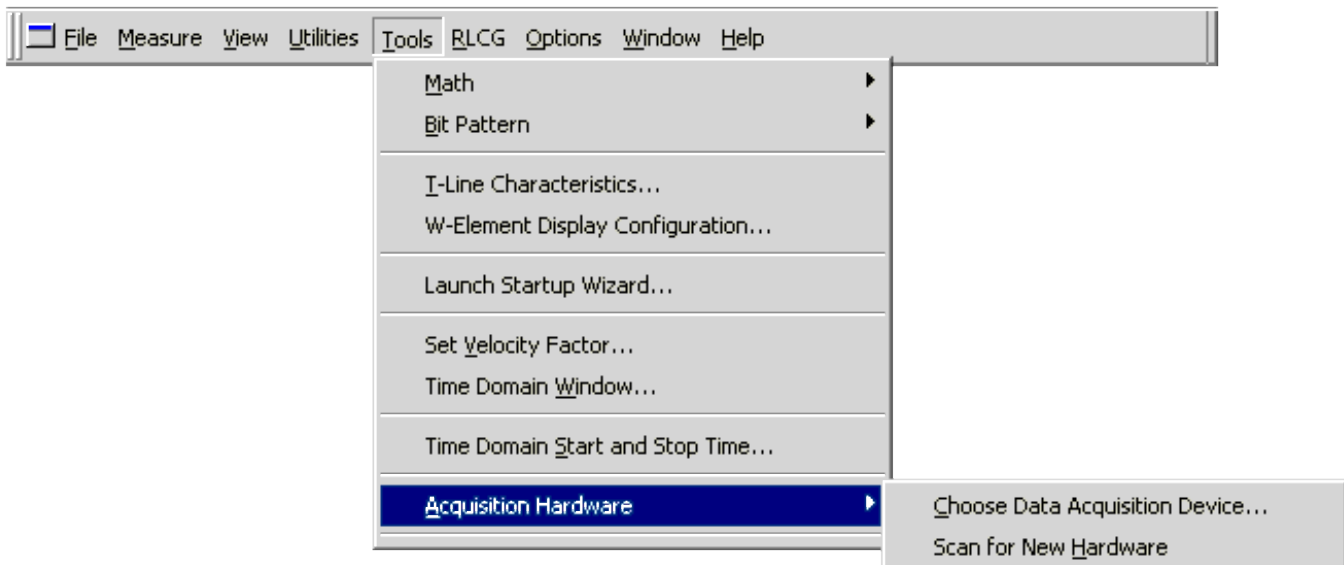 File Measure View Utilities Tools RLCG Options Window Help
Math
Bit Pattern
T-Line Characteristics...
W-Element Display Configuration...
Launch Startup Wizard...
Set Velocity Factor...
Time Domain Window...
Time Domain Start and Stop Time...
Acquisition Hardware
Choose Data Acquisition Device...
Scan for New Hardware